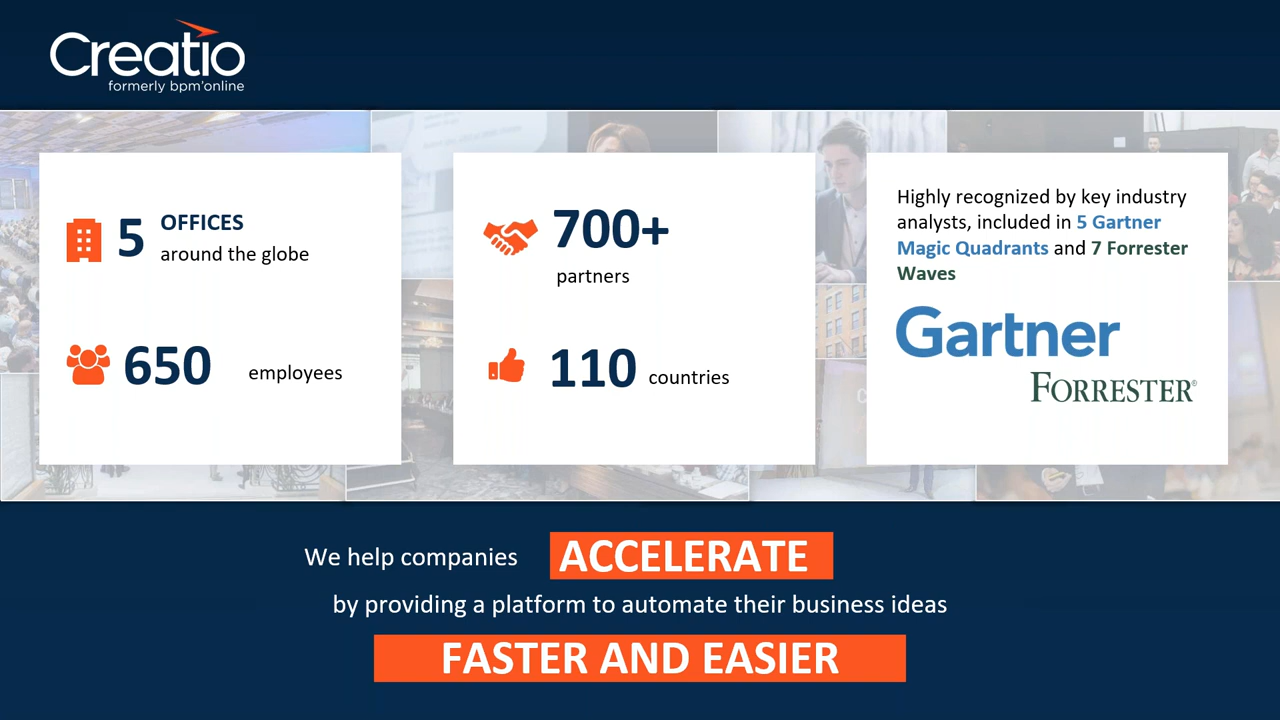 Creatio
formerly bpm'online
5 OFFICES
around the globe
650 employees
700+
partners
110 countries
Highly recognized by key industry
analysts, included in 5 Gartner
Magic Quadrants and 7 Forrester
Waves
Gartner
FORRESTER®
We help companies ACCELERATE
by providing a platform to automate their business ideas
FASTER AND EASIER